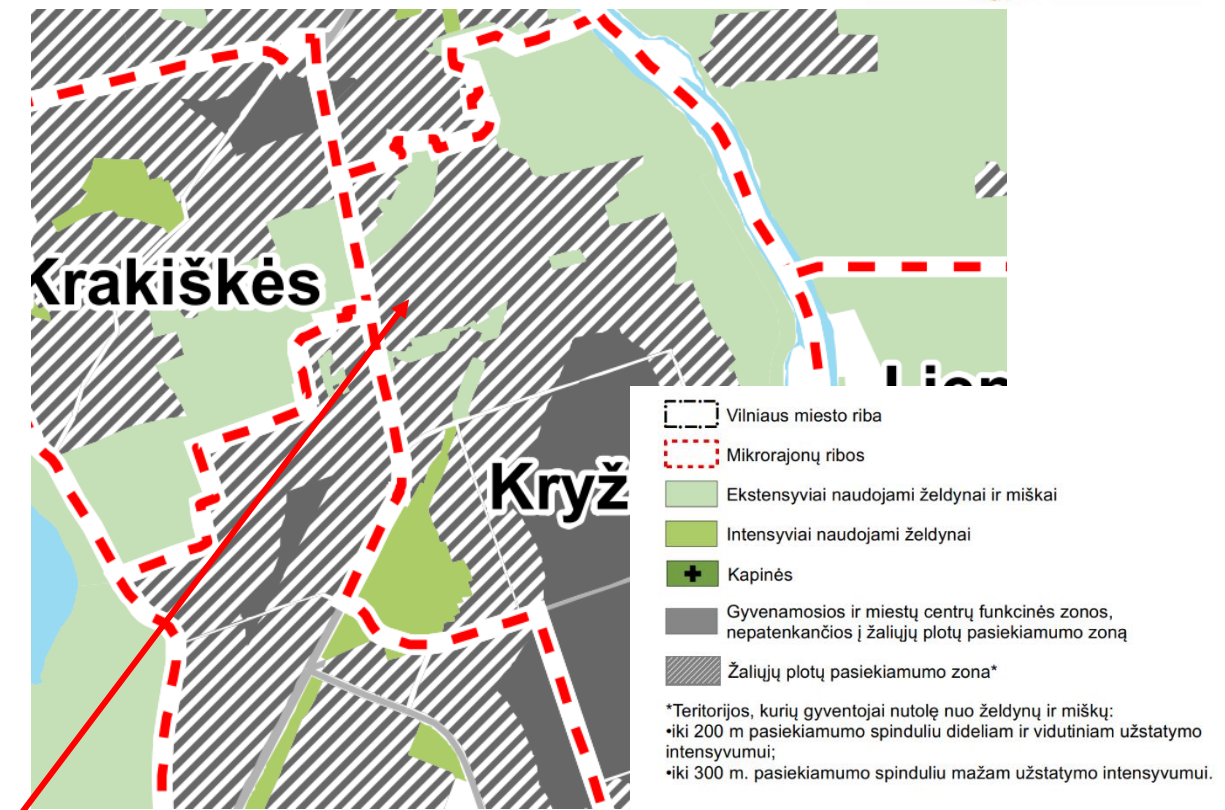 Krakiškės
Kryž
Vilniaus miesto riba
Mikrorajonų ribos
Ekstensyviai naudojami želdynai ir miškai
Intensyviai naudojami želdynai
Kapinės
Gyvenamosios ir miestų centrų funkcinės zonos,
nepatenkančios į žaliųjų plotų pasiekiamumo zoną
Žaliųjų plotų pasiekiamumo zona*
*Teritorijos, kurių gyventojai nutolę nuo želdynų ir miškų:
•iki 200 m pasiekiamumo spinduliu dideliam ir vidutiniam užstatymo
intensyvumui;
•iki 300 m. pasiekiamumo spinduliu mažam užstatymo intensyvumui.